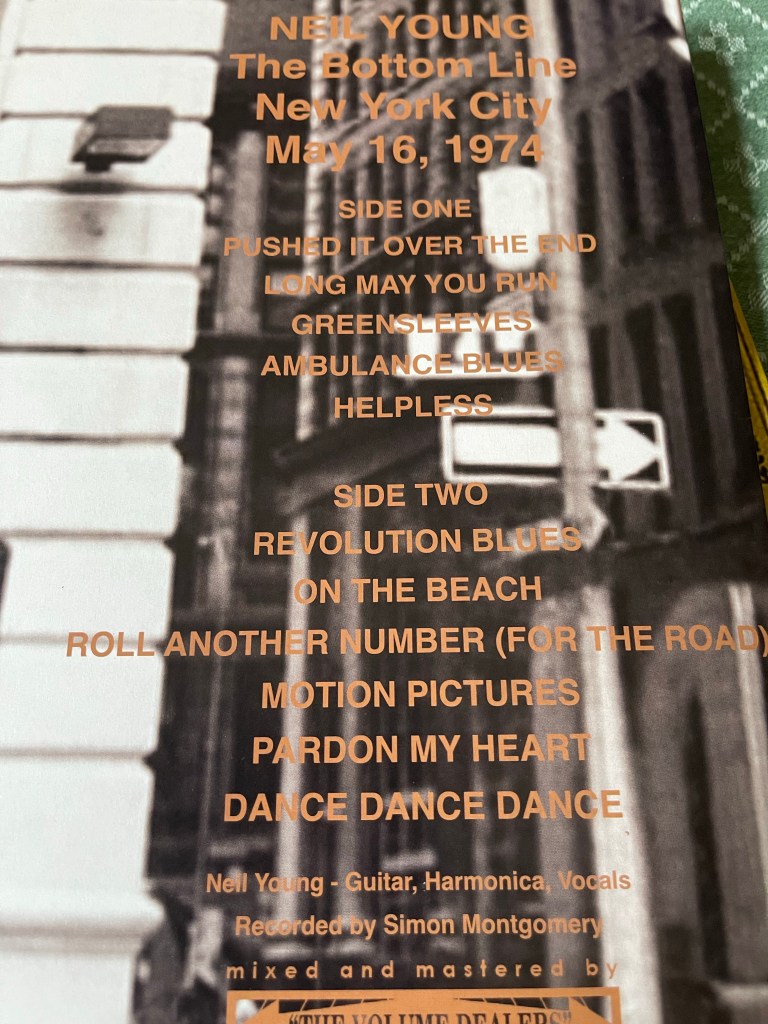 NEIL YOUNG
The Bottom Line
New York City
May 16, 1974
SIDE ONE
PUSHED IT OVER THE END
LONG MAY YOU RUN
GREENSLEEVES
AMBULANCE BLUES
HELPLESS
SIDE TWO
REVOLUTION BLUES
ON THE BEACH
ROLL ANOTHER NUMBER (FOR THE ROAD)
MOTION PICTURES
PARDON MY HEART
DANCE DANCE DANCE
Neil Young - Guitar, Harmonica, Vocals
Recorded by Simon Montgomery
mixed and mastered by
"THE VOLUME DEALERS"